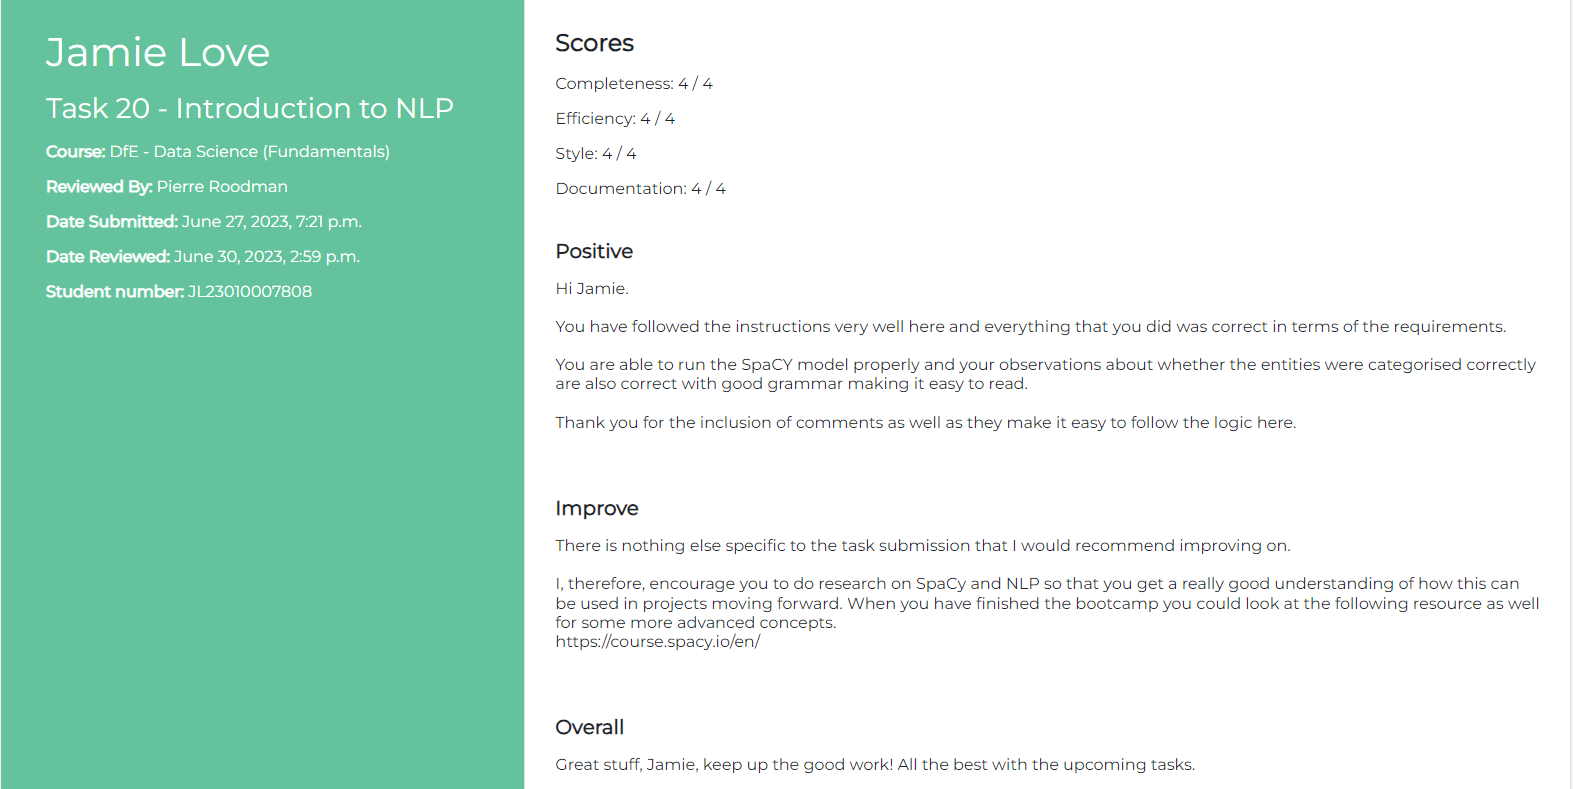 Jamie Love
Task 20 - Introduction to NLP
Course: DfE - Data Science (Fundamentals)
Reviewed By: Pierre Roodman
Date Submitted: June 27, 2023, 7:21 p.m.
Date Reviewed: June 30, 2023, 2:59 p.m.
Student number: JL23010007808
Scores
Completeness: 4 / 4
Efficiency: 4 / 4
Style: 4 / 4
Documentation: 4 / 4
Positive
Hi Jamie.
You have followed the instructions very well here and everything that you did was correct in terms of the requirements.
You are able to run the SpaCY model properly and your observations about whether the entities were categorised correctly
are also correct with good grammar making it easy to read.
Thank you for the inclusion of comments as well as they make it easy to follow the logic here.
Improve
There is nothing else specific to the task submission that I would recommend improving on.
I, therefore, encourage you to do research on SpaCy and NLP so that you get a really good understanding of how this can
be used in projects moving forward. When you have finished the bootcamp you could look at the following resource as well
for some more advanced concepts.
https://course.spacy.io/en/
Overall
Great stuff, Jamie, keep up the good work! All the best with the upcoming tasks.